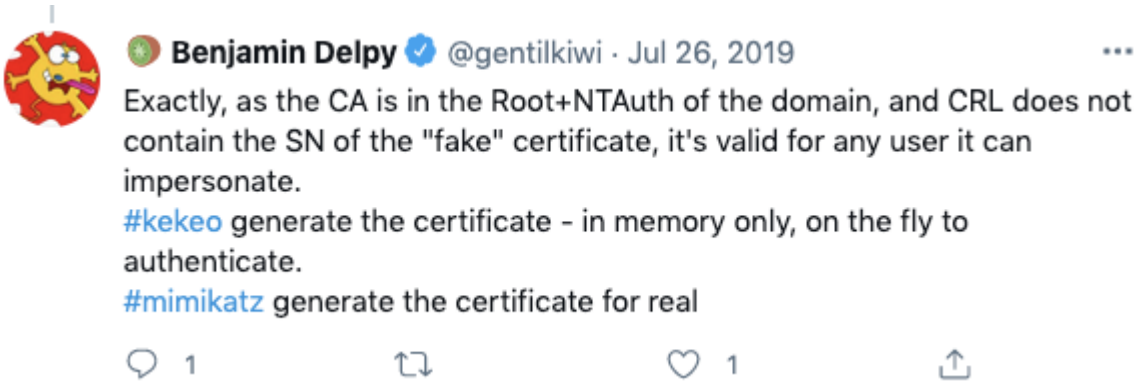 Benjamin Delpy @gentilkiwi · Jul 26, 2019
Exactly, as the CA is in the Root+NTAuth of the domain, and CRL does not
contain the SN of the "fake" certificate, it's valid for any user it can
impersonate.
#kekeo generate the certificate - in memory only, on the fly to
authenticate.
#mimikatz generate the certificate for real
1 1